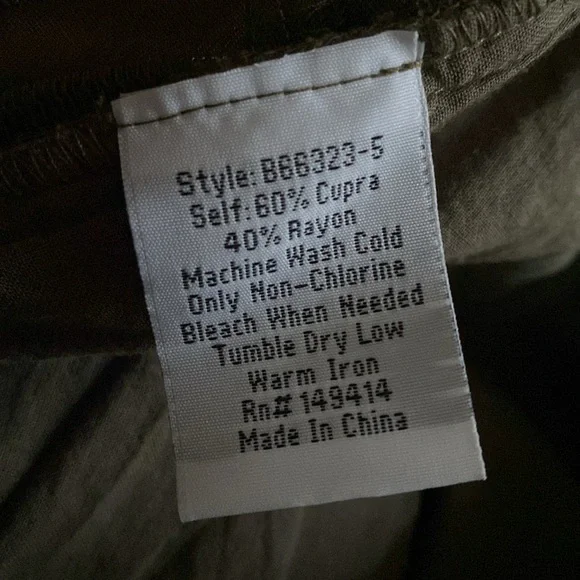 Style: B66323-5
Self: 60% Cupra
40% Rayon
Machine Wash Cold
Only Non-Chlorine
Bleach When Needed
Tumble Dry Low
Warm Iron
Rn# 149414
Made In China